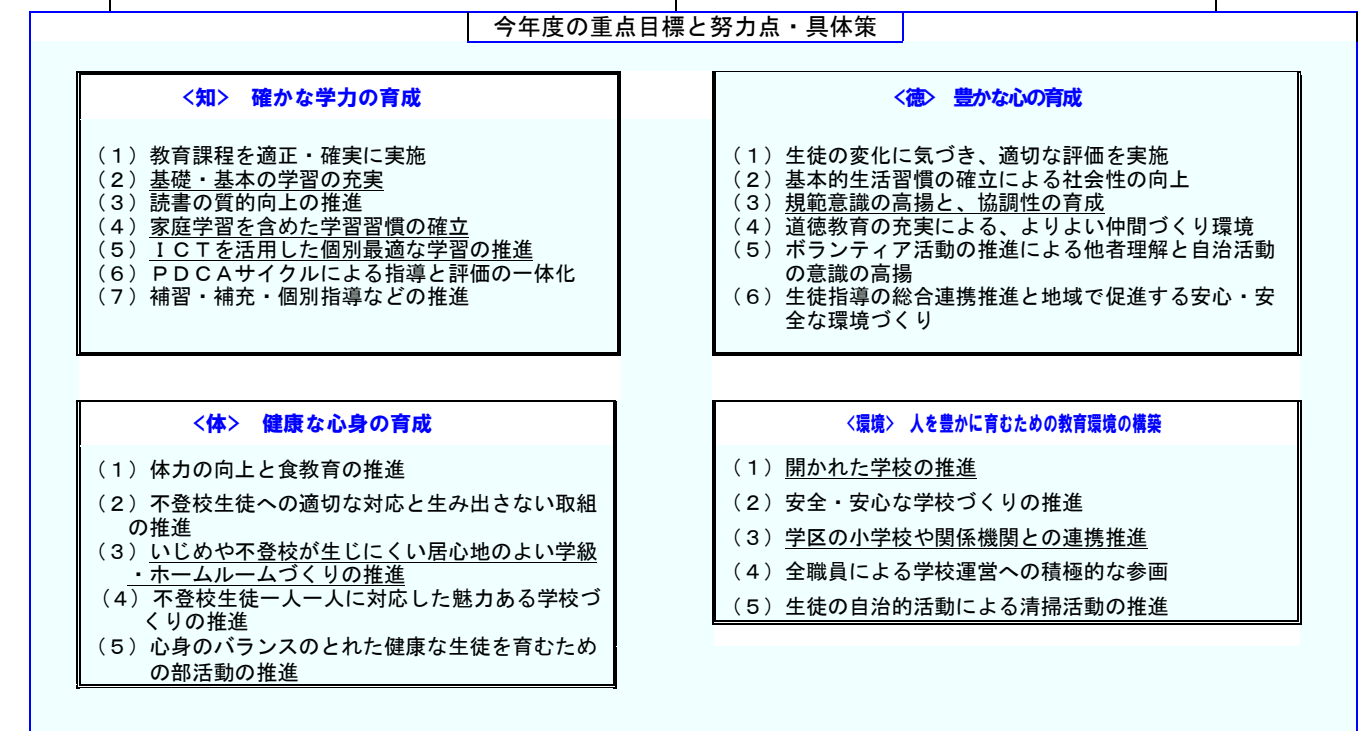 今年度の重点目標と努力点・具体策
<知>　確かな学力の育成
（１）教育課程を適正・確実に実施
（２）基礎・基本の学習の充実
（３）読書の質的向上の推進
（４）家庭学習を含めた学習習慣の確立
（５）ＩＣＴを活用した個別最適な学習の推進
（６）ＰＤＣＡサイクルによる指導と評価の一体化
（７）補習・補充・個別指導などの推進
<徳>　豊かな心の育成
（１）生徒の変化に気づき、適切な評価を実施
（２）基本的生活習慣の確立による社会性の向上
（３）規範意識の高揚と、協調性の育成
（４）道徳教育の充実による、よりよい仲間づくり環境
（５）ボランティア活動の推進による他者理解と自治活動
の意識の高揚
（６）生徒指導の総合連携推進と地域で促進する安心・安
全な環境づくり
<体>　健康な心身の育成
（１）体力の向上と食教育の推進
（２）不登校生徒への適切な対応と生み出さない取組
の推進
（３）いじめや不登校が生じにくい居心地のよい学級
・ホームルームづくりの推進
（４）不登校生徒一人一人に対応した魅力ある学校づ
くりの推進
（５）心身のバランスのとれた健康な生徒を育むため
の部活動の推進
<環境>　人を豊かに育むための教育環境の構築
（１）開かれた学校の推進
（２）安全・安心な学校づくりの推進
（３）学区の小学校や関係機関との連携推進
（４）全職員による学校運営への積極的な参画
（５）生徒の自治的活動による清掃活動の推進